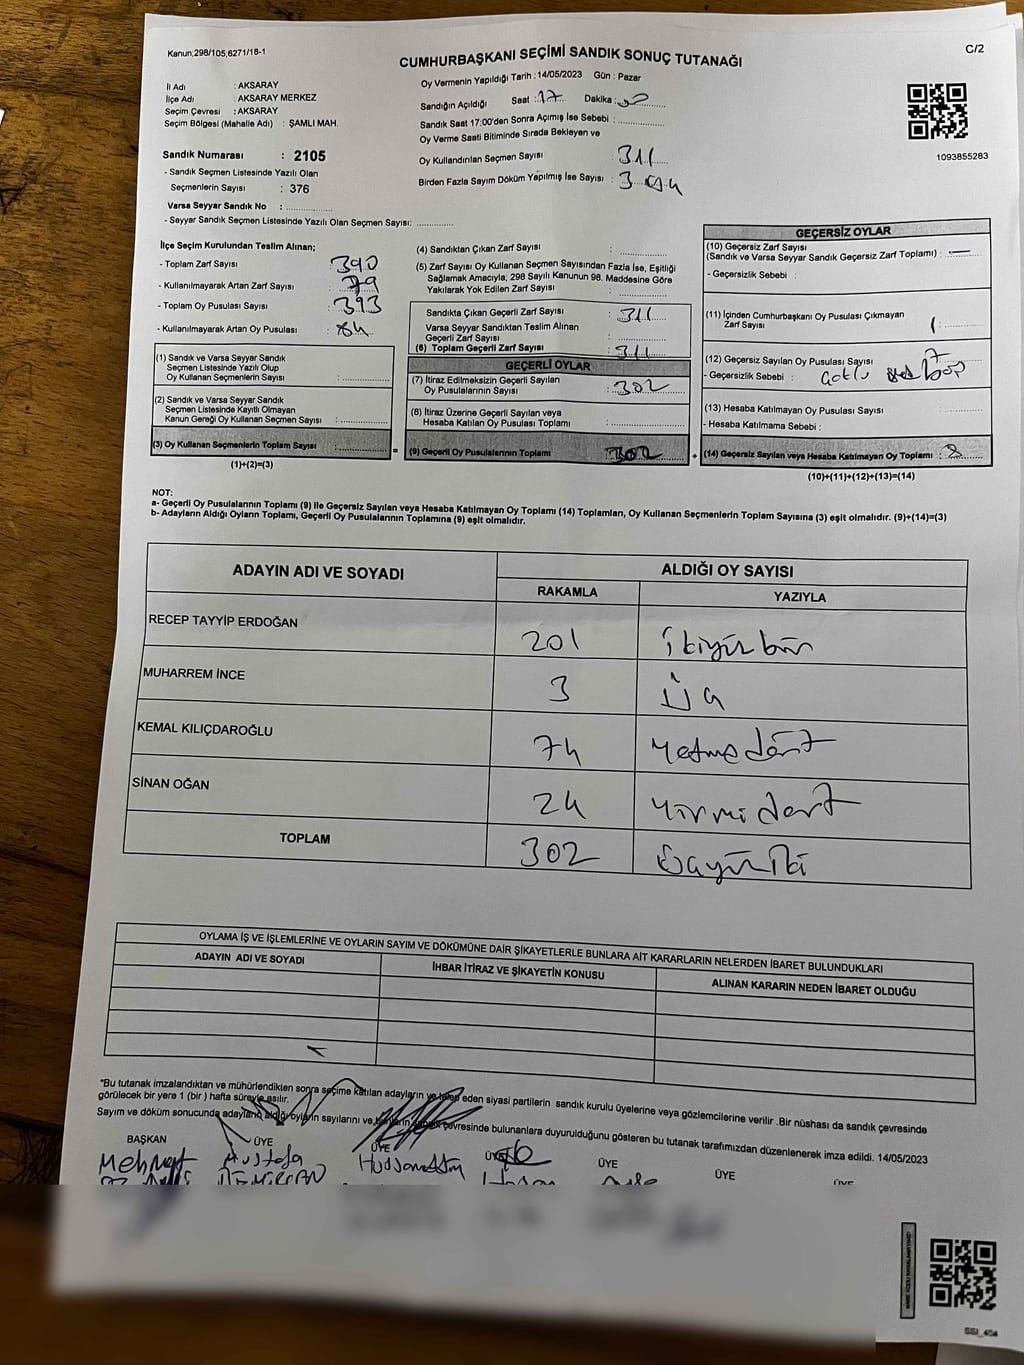 Kanun;298/105,6271/18-1
CUMHURBAŞKANI SEÇİMİ SANDIK SONUÇ TUTANAĞI
C/2
İl Adı : AKSARAY
İlçe Adı : AKSARAY MERKEZ
Seçim Çevresi : AKSARAY
Seçim Bölgesi (Mahalle Adı) : ŞAMLI MAH.
Oy Vermenin Yapıldığı Tarih : 14/05/2023 Gün : Pazar
Sandığın Açıldığı Saat : 17 Dakika :
Sandık Saat 17:00'den Sonra Açımış İse Sebebi :
Oy Verme Saati Bitiminde Sırada Bekleyen ve
Oy Kullandırılan Seçmen Sayısı : 311
Birden Fazla Sayım Döküm Yapılmış İse Sayısı : 3
1093855283
Sandık Numarası : 2105
- Sandık Seçmen Listesinde Yazılı Olan
Seçmenlerin Sayısı : 376
Varsa Seyyar Sandık No :
- Seyyar Sandık Seçmen Listesinde Yazılı Olan Seçmen Sayısı:
İlçe Seçim Kurulundan Teslim Alınan;
- Toplam Zarf Sayısı : 390
- Kullanılmayarak Artan Zarf Sayısı : 79
- Toplam Oy Pusulası Sayısı : 393
- Kullanılmayarak Artan Oy Pusulası : 84
(1) Sandık ve Varsa Seyyar Sandık
Seçmen Listesinde Yazılı Olup
Oy Kullanan Seçmenlerin Sayısı :
(2) Sandık ve Varsa Seyyar Sandık
Seçmen Listesinde Kayıtlı Olmayan
Kanun Gereği Oy Kullanan Seçmen Sayısı :
(3) Oy Kullanan Seçmenlerin Toplam Sayısı :
(1)+(2)=(3)
=
(4) Sandıktan Çıkan Zarf Sayısı :
(5) Zarf Sayısı Oy Kullanan Seçmen Sayısından Fazla İse, Eşitliği
Sağlamak Amacıyla; 298 Sayılı Kanunun 98. Maddesine Göre
Yakılarak Yok Edilen Zarf Sayısı :
Sandıkta Çıkan Geçerli Zarf Sayısı : 311
Varsa Seyyar Sandıktan Teslim Alınan
Geçerli Zarf Sayısı :
(6) Toplam Geçerli Zarf Sayısı : 311
GEÇERLİ OYLAR
(7) İtiraz Edilmeksizin Geçerli Sayılan
Oy Pusulalarının Sayısı : 302
(8) İtiraz Üzerine Geçerli Sayılan veya
Hesaba Katılan Oy Pusulası Toplamı :
(9) Geçerli Oy Pusulalarının Toplamı : 302
+
GEÇERSİZ OYLAR
(10) Geçersiz Zarf Sayısı
(Sandık ve Varsa Seyyar Sandık Geçersiz Zarf Toplamı) : —
- Geçersizlik Sebebi :
(11) İçinden Cumhurbaşkanı Oy Pusulası Çıkmayan
Zarf Sayısı : 1
(12) Geçersiz Sayılan Oy Pusulası Sayısı : 7
- Geçersizlik Sebebi :
(13) Hesaba Katılmayan Oy Pusulası Sayısı :
- Hesaba Katılmama Sebebi :
(14) Geçersiz Sayılan veya Hesaba Katılmayan Oy Toplamı : 8
(10)+(11)+(12)+(13)=(14)
NOT:
a- Geçerli Oy Pusulalarının Toplamı (9) ile Geçersiz Sayılan veya Hesaba Katılmayan Oy Toplamı (14) Toplamları, Oy Kullanan Seçmenlerin Toplam Sayısına (3) eşit olmalıdır. (9)+(14)=(3)
b- Adayların Aldığı Oyların Toplamı, Geçerli Oy Pusulalarının Toplamına (9) eşit olmalıdır.
ADAYIN ADI VE SOYADI
ALDIĞI OY SAYISI
RAKAMLA YAZIYLA
RECEP TAYYİP ERDOĞAN 201 ikiyüzbir
MUHARREM İNCE 3 üç
KEMAL KILIÇDAROĞLU 74 Yetmedört
SİNAN OĞAN 24 Yirmidört
TOPLAM 302
OYLAMA İŞ VE İŞLEMLERİNE VE OYLARIN SAYIM VE DÖKÜMÜNE DAİR ŞİKAYETLERLE BUNLARA AİT KARARLARIN NELERDEN İBARET BULUNDUKLARI
ADAYIN ADI VE SOYADI İHBAR İTİRAZ VE ŞİKAYETİN KONUSU ALINAN KARARIN NEDEN İBARET OLDUĞU
*Bu tutanak imzalandıktan ve mühürlendikten sonra seçime katılan adayların ve talep eden siyasi partilerin sandık kurulu üyelerine veya gözlemcilerine verilir .Bir nüshası da sandık çevresinde
görülecek bir yere 1 (bir ) hafta süreyle asılır.
Sayım ve döküm sonucunda adayların aldığı oyların sayılarını ve bunların sandık çevresinde bulunanlara duyurulduğunu gösteren bu tutanak tarafımızdan düzenlenerek imza edildi. 14/05/2023
BAŞKAN ÜYE ÜYE ÜYE ÜYE ÜYE ÜYE
Mehmet Mustafa Hüsamettin
DEMİRCAN
SSI_404